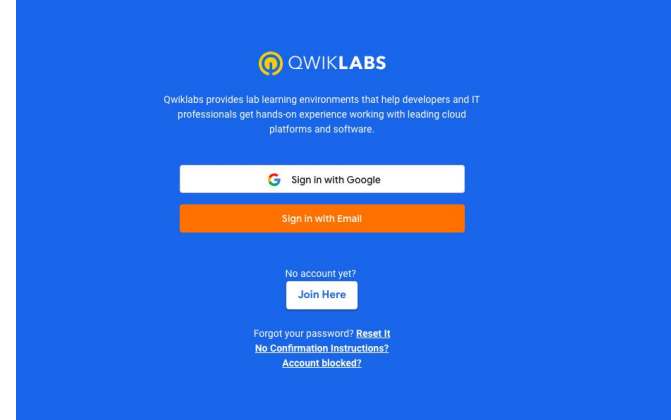 QWIKLABS
Qwiklabs provides lab learning environments that help developers and IT
professionals get hands-on experience working with leading cloud
platforms and software.
Sign in with Google
Sign in with Email
No account yet?
Join Here
Forgot your password? Reset It
No Confirmation Instructions?
Account blocked?